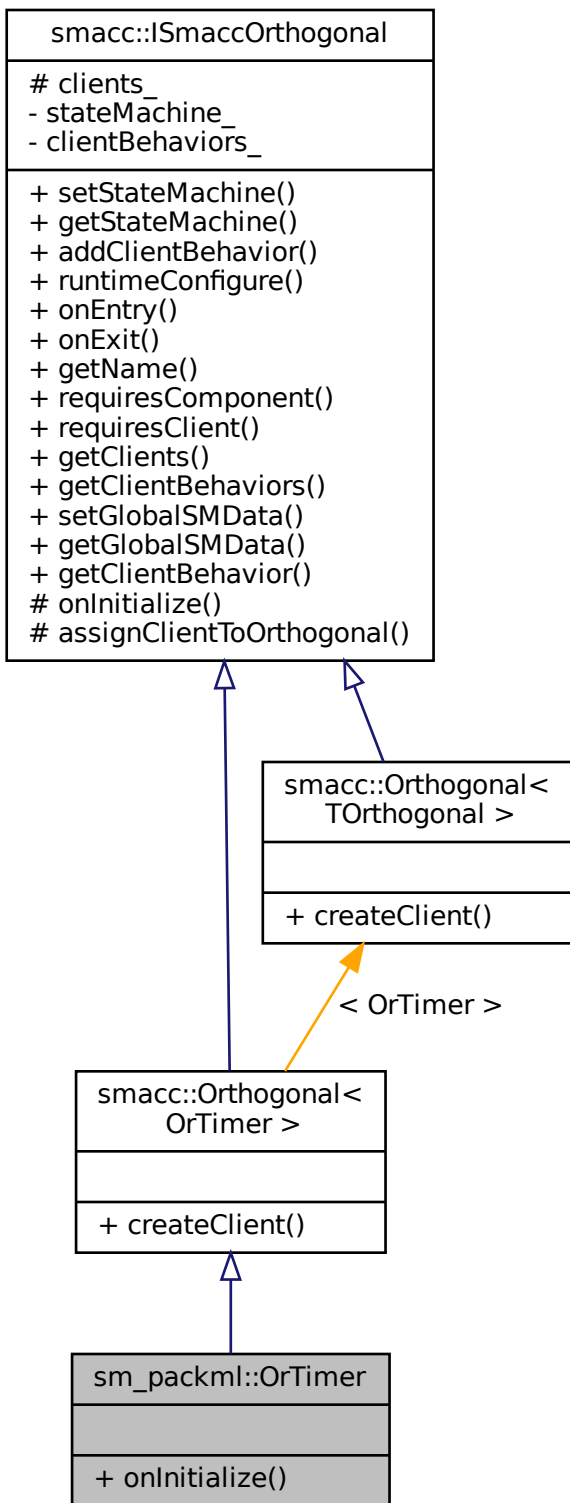 smacc::ISmaccOrthogonal
# clients_
- stateMachine_
- clientBehaviors_
+ setStateMachine()
+ getStateMachine()
+ addClientBehavior()
+ runtimeConfigure()
+ onEntry()
+ onExit()
+ getName()
+ requiresComponent()
+ requiresClient()
+ getClients()
+ getClientBehaviors()
+ setGlobalSMData()
+ getGlobalSMData()
+ getClientBehavior()
# onInitialize()
# assignClientToOrthogonal()
smacc::Orthogonal<
TOrthogonal >
+ createClient()
< OrTimer >
smacc::Orthogonal<
OrTimer >
+ createClient()
sm_packml::OrTimer
+ onInitialize()